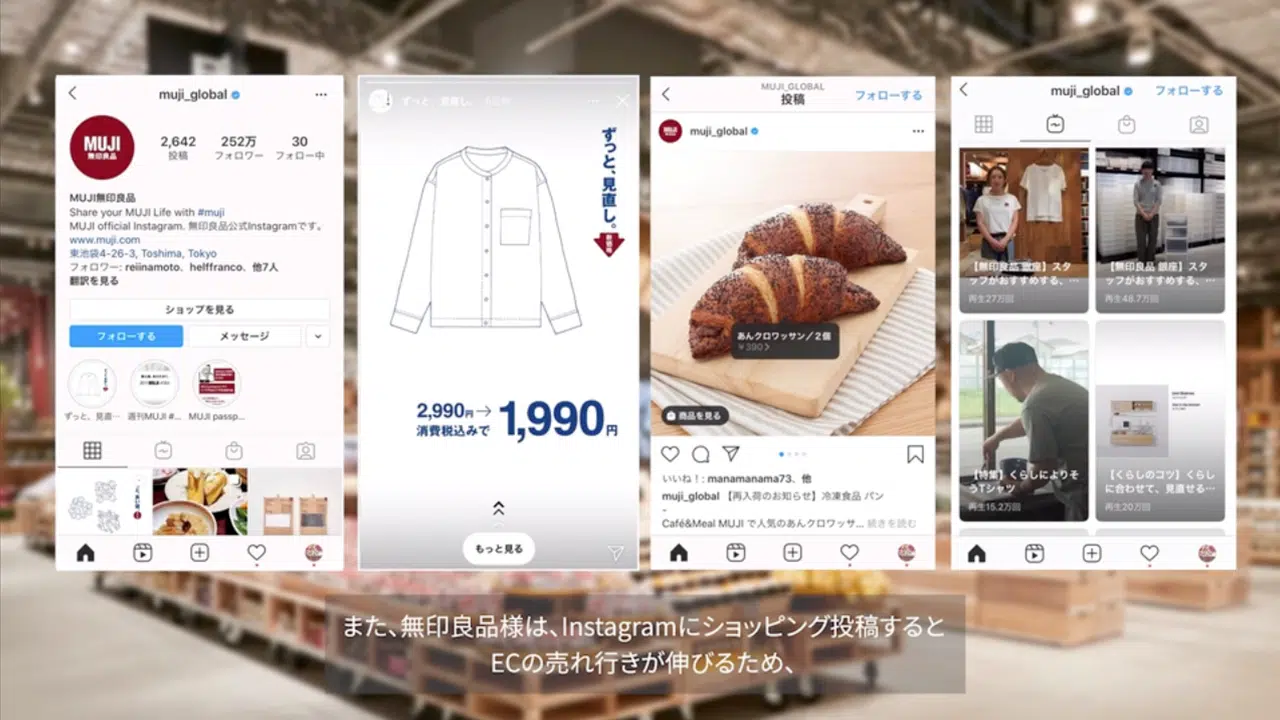 muji_global
MUJI
無印良品
2,642
投稿
252万
フォロワー
30
フォロー中
MUJI無印良品
Share your MUJI Life with #muji
MUJI official Instagram. 無印良品公式Instagramです。
www.muji.com
東池袋4-26-3, Toshima, Tokyo
フォロワー: reiinamoto、helffranco、他7人
翻訳を見る
ショップを見る
フォローする
メッセージ
ずっと、見直…
週刊MUJI #...
MUJI passp...
ずっと、見直し。
ずっと、見直し。
2,990円→1,990円
消費税込みで
もっと見る
MUJI_GLOBAL
投稿
フォローする
MUJI
muji_global
あんクロワッサン/2個
¥390
商品を見る
いいね!: manamanama73、他
muji_global 【再入荷のお知らせ】冷凍食品 パン
-
Café&Meal MUJI で人気のあんクロワッサ... 続きを読む
muji_global
フォローする
【無印良品 銀座】スタ
ッフがおすすめする、…
再生27万回
【無印良品 銀座】スタ
ッフがおすすめする、…
再生48.7万回
【特集】くらしによりそ
うTシャツ
再生15.2万回
【くらしのコツ】くらし
に合わせて、見直せる…
再生20万回
また、無印良品様は、Instagramにショッピング投稿すると
ECの売れ行きが伸びるため、